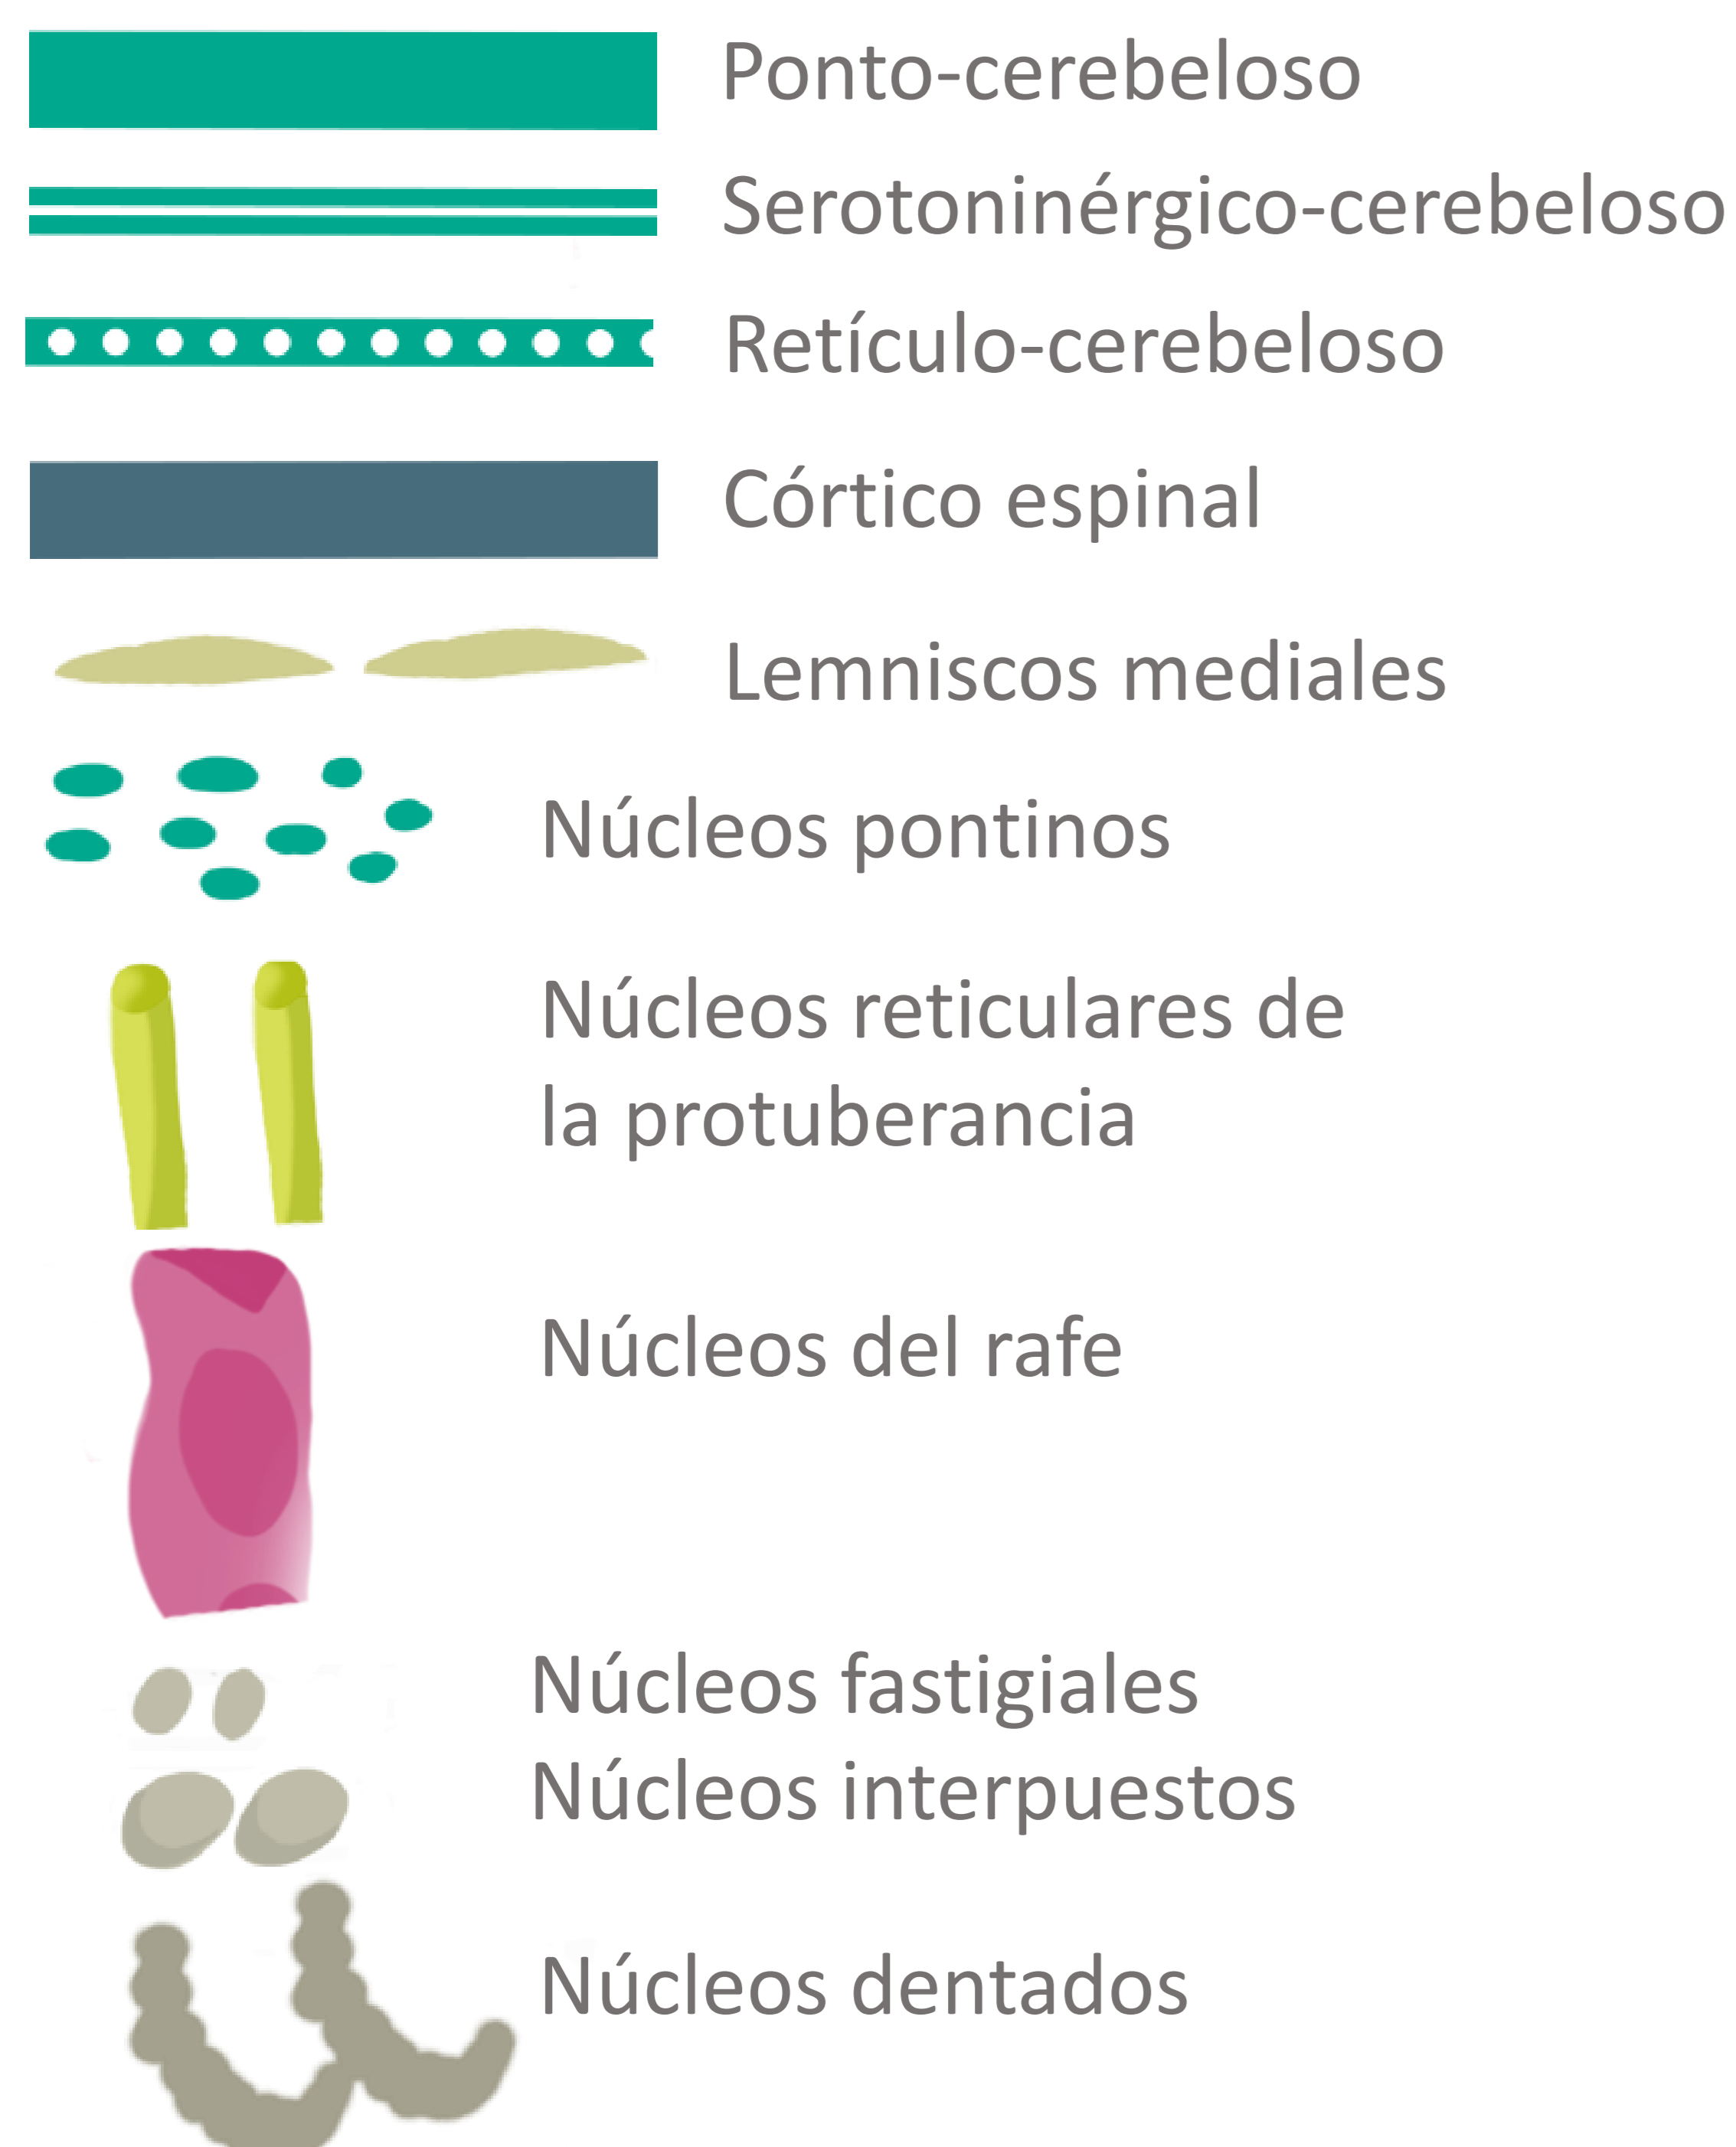 Ponto-cerebeloso
Serotoninérgico-cerebeloso
Retículo-cerebeloso
Córtico espinal
Lemniscos mediales
Núcleos pontinos
Núcleos reticulares de
la protuberancia
Núcleos del rafe
Núcleos fastigiales
Núcleos interpuestos
Núcleos dentados